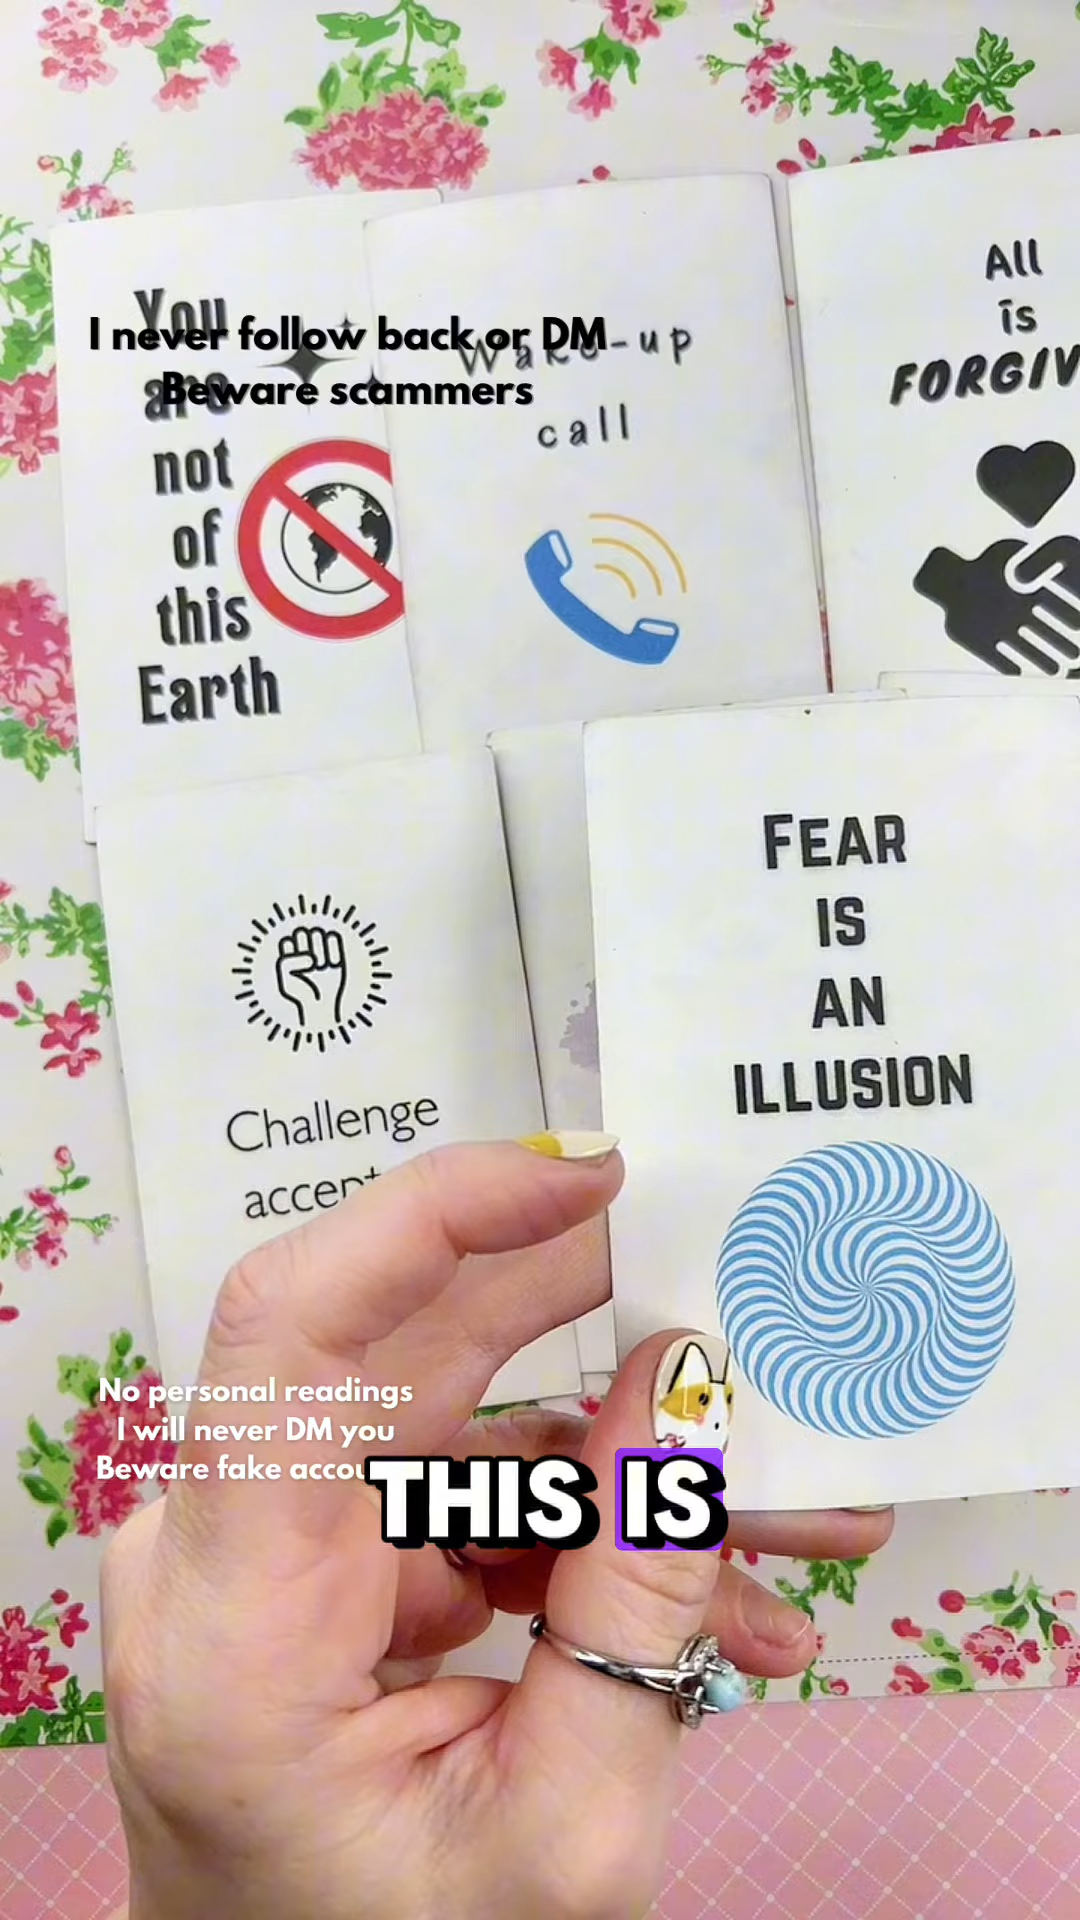 I never follow back or DM
Beware scammers
You
are
not
of
this
Earth
Wake-up
call
All
is
FORGIV
FEAR
IS
AN
ILLUSION
Challenge
accept
No personal readings
I will never DM you
Beware fake accou
THIS IS